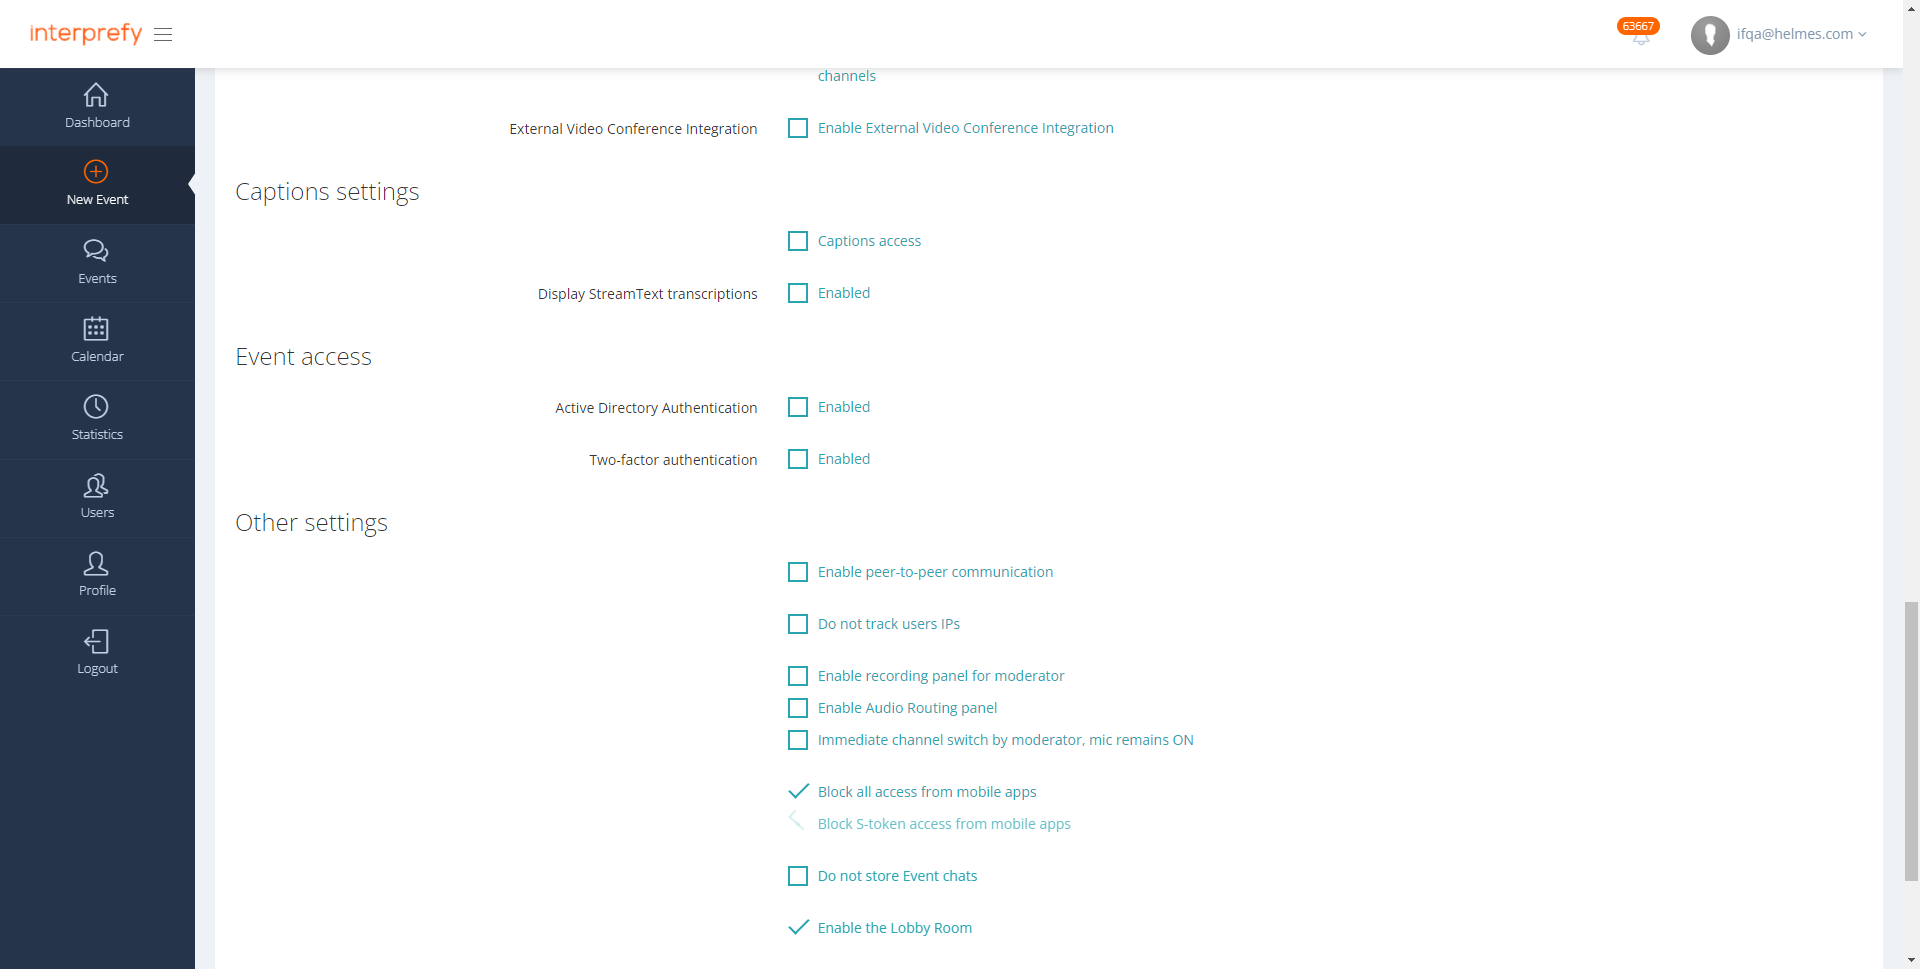 interprefy
63667
ifqa@helmes.com
Dashboard
New Event
Events
Calendar
Statistics
Users
Profile
Logout
channels
External Video Conference Integration
Enable External Video Conference Integration
Captions settings
Captions access
Display StreamText transcriptions
Enabled
Event access
Active Directory Authentication
Enabled
Two-factor authentication
Enabled
Other settings
Enable peer-to-peer communication
Do not track users IPs
Enable recording panel for moderator
Enable Audio Routing panel
Immediate channel switch by moderator, mic remains ON
Block all access from mobile apps
Block S-token access from mobile apps
Do not store Event chats
Enable the Lobby Room